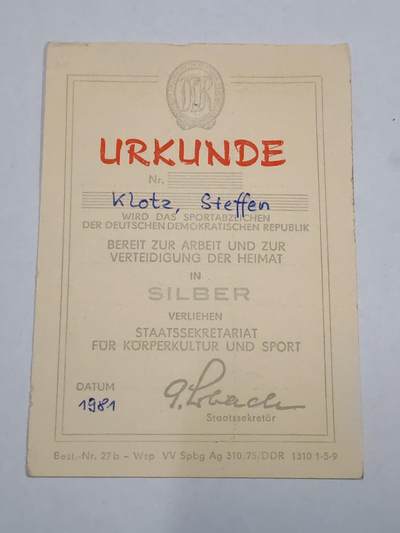 DDR
URKUNDE
Nr.
Klotz, Steffen
WIRD DAS SPORTABZEICHEN
DER DEUTSCHEN DEMOKRATISCHEN REPUBLIK
BEREIT ZUR ARBEIT UND ZUR
VERTEIDIGUNG DER HEIMAT
IN
SILBER
VERLIEHEN
STAATSSEKRETARIAT
FÜR KÖRPERKULTUR UND SPORT
DATUM
1981
Staatssekretär
Best.-Nr. 27b – Wsp VV Spbg Ag 310/75/DDR 1310 1-5-9